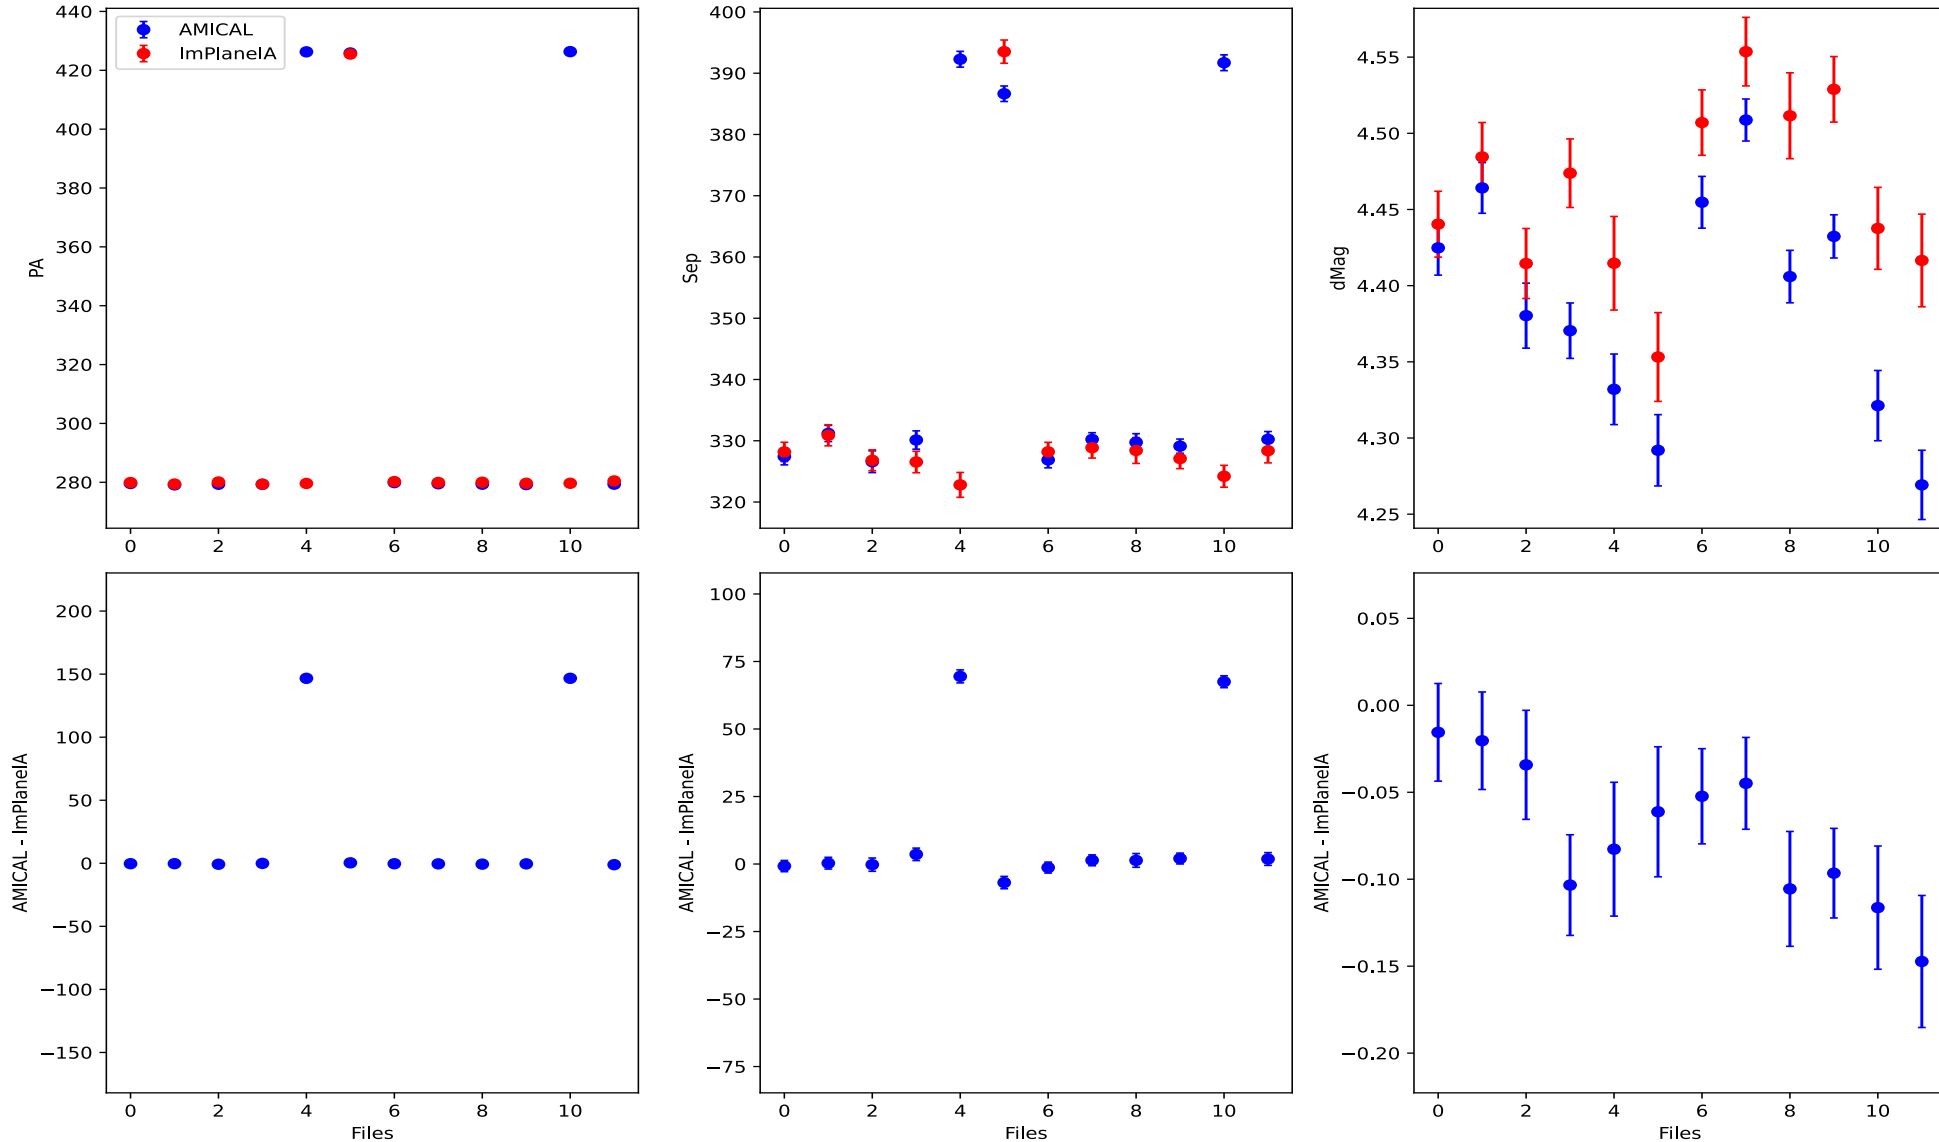 AMICAL
ImPlaneIA
440
420
400
380
360
340
320
300
280
PA
0 2 4 6 8 10
400
390
380
370
360
350
340
330
320
Sep
0 2 4 6 8 10
4.55
4.50
4.45
4.40
4.35
4.30
4.25
dMag
0 2 4 6 8 10
200
150
100
50
0
−50
−100
−150
AMICAL - ImPlaneIA
0 2 4 6 8 10
Files
100
75
50
25
0
−25
−50
−75
AMICAL - ImPlaneIA
0 2 4 6 8 10
Files
0.05
0.00
−0.05
−0.10
−0.15
−0.20
AMICAL - ImPlaneIA
0 2 4 6 8 10
Files